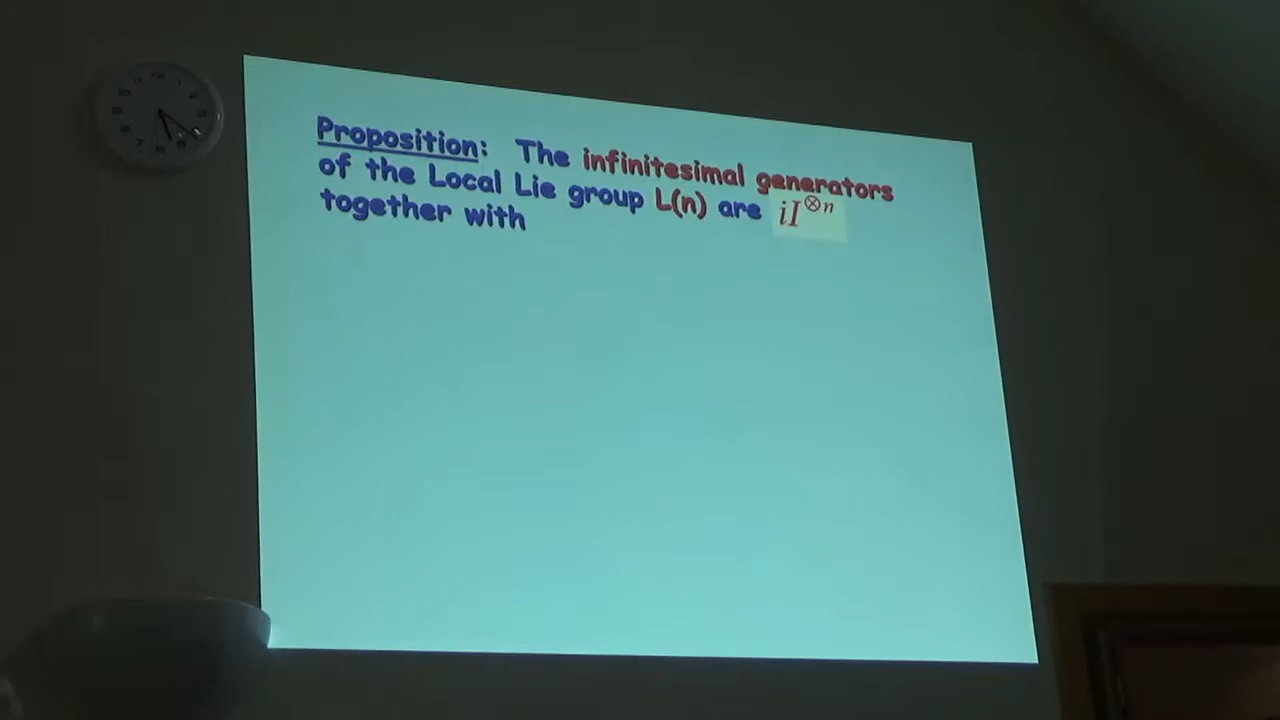 Proposition: The infinitesimal generators
of the Local Lie group L(n) are iI⊗n
together with